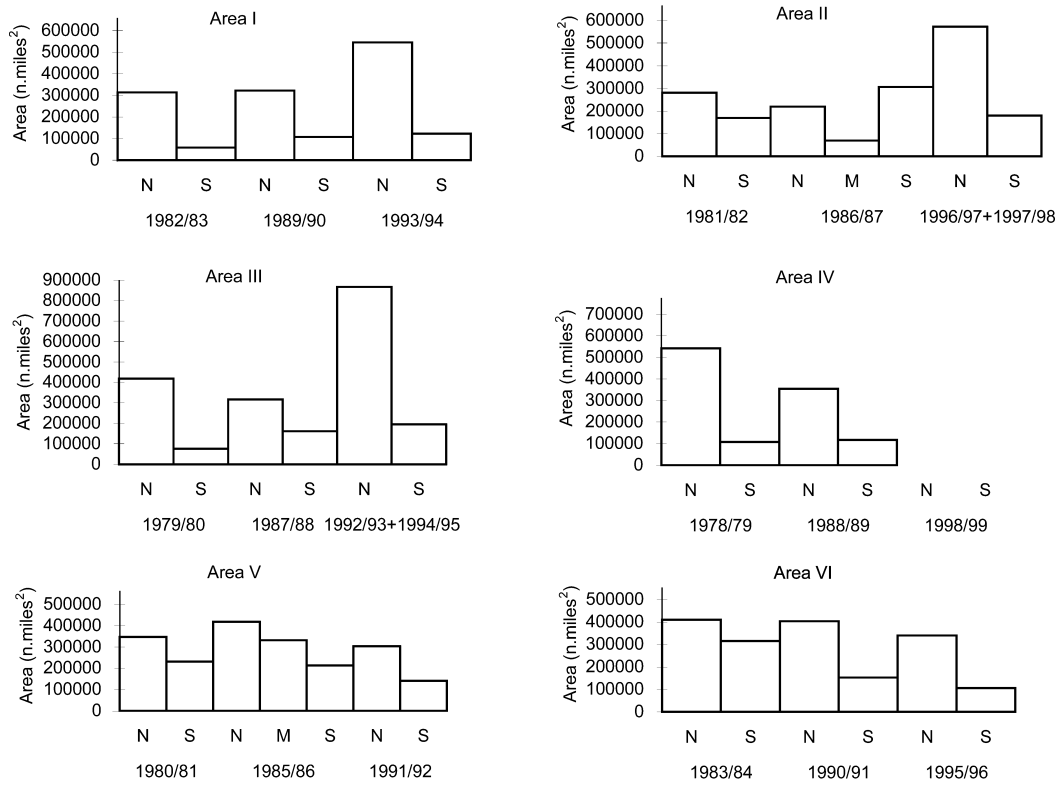 Area I
Area (n.miles²)
600000
500000
400000
300000
200000
100000
0
N S N S N S
1982/83 1989/90 1993/94
Area II
Area (n.miles²)
600000
500000
400000
300000
200000
100000
0
N S N M S N S
1981/82 1986/87 1996/97+1997/98
Area III
Area (n.miles²)
900000
800000
700000
600000
500000
400000
300000
200000
100000
0
N S N S N S
1979/80 1987/88 1992/93+1994/95
Area IV
Area (n.miles²)
700000
600000
500000
400000
300000
200000
100000
0
N S N S N S
1978/79 1988/89 1998/99
Area V
Area (n.miles²)
500000
400000
300000
200000
100000
0
N S N M S N S
1980/81 1985/86 1991/92
Area VI
Area (n.miles²)
500000
400000
300000
200000
100000
0
N S N S N S
1983/84 1990/91 1995/96